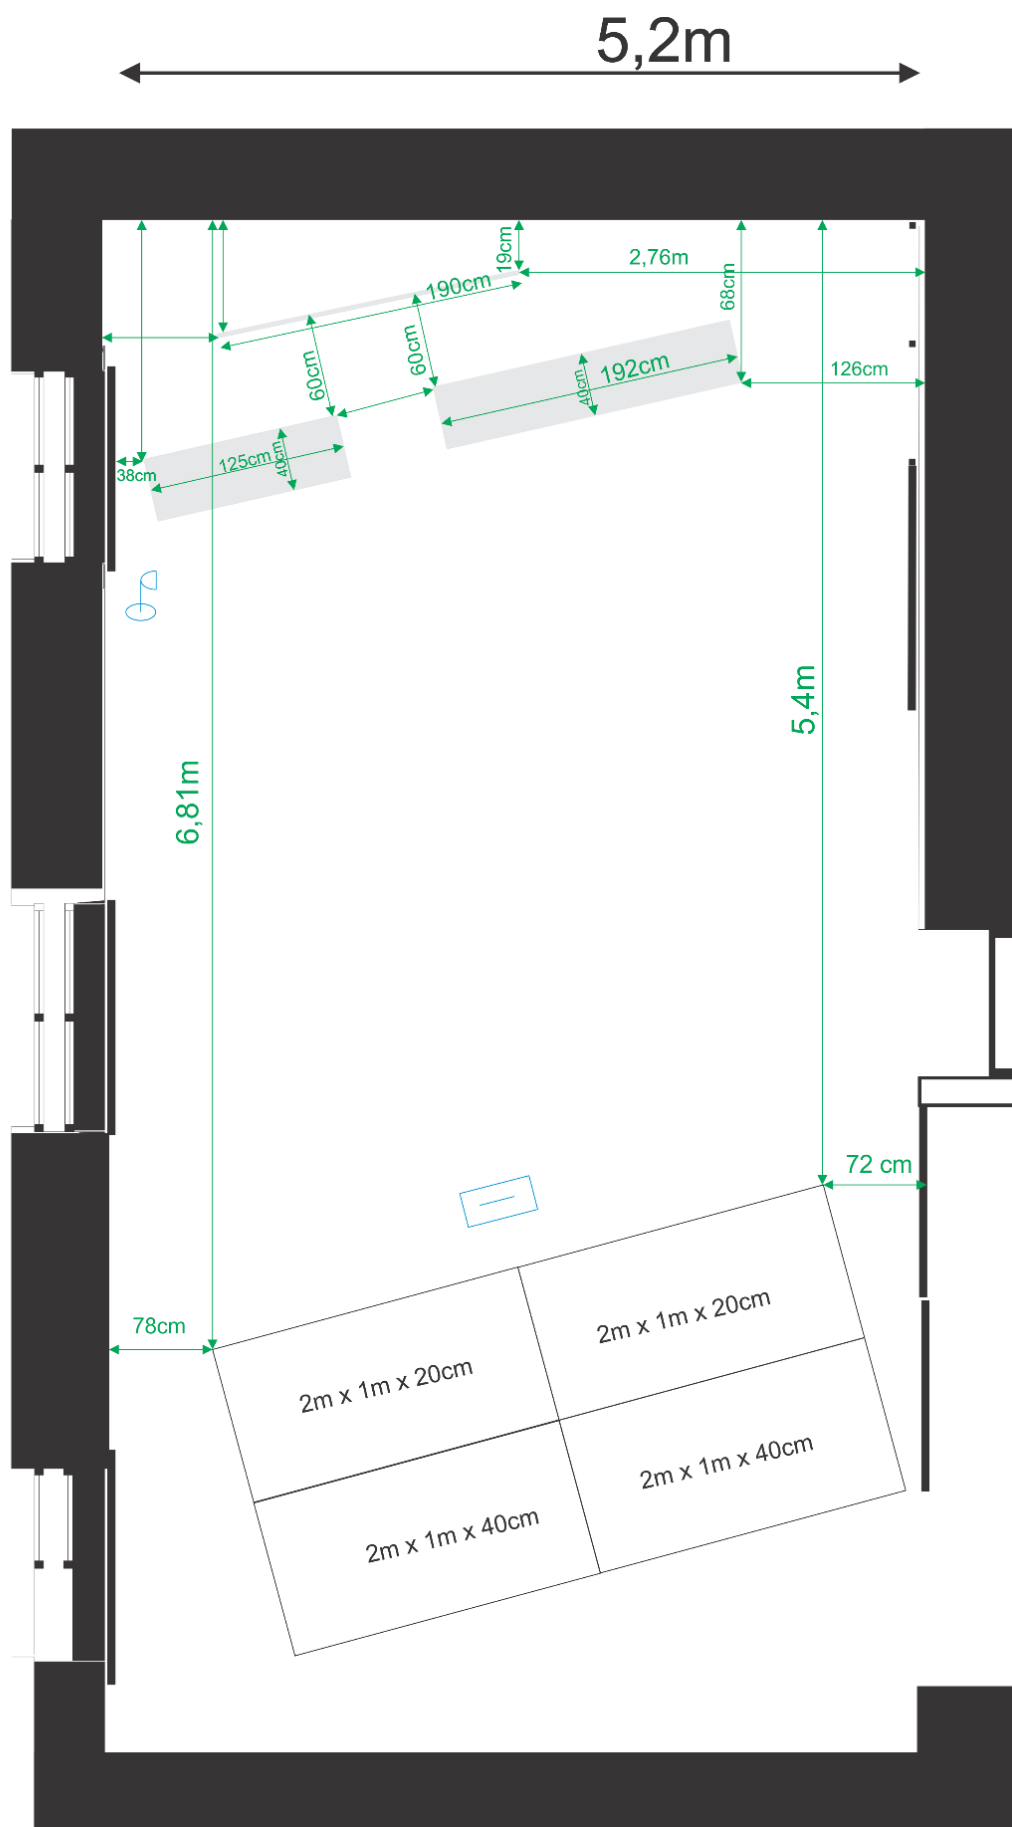 5,2m
19cm
2,76m
190cm
68cm
60cm
60cm
192cm
40cm
126cm
125cm
40cm
38cm
5,4m
6,81m
72 cm
78cm
2m x 1m x 20cm
2m x 1m x 20cm
2m x 1m x 40cm
2m x 1m x 40cm